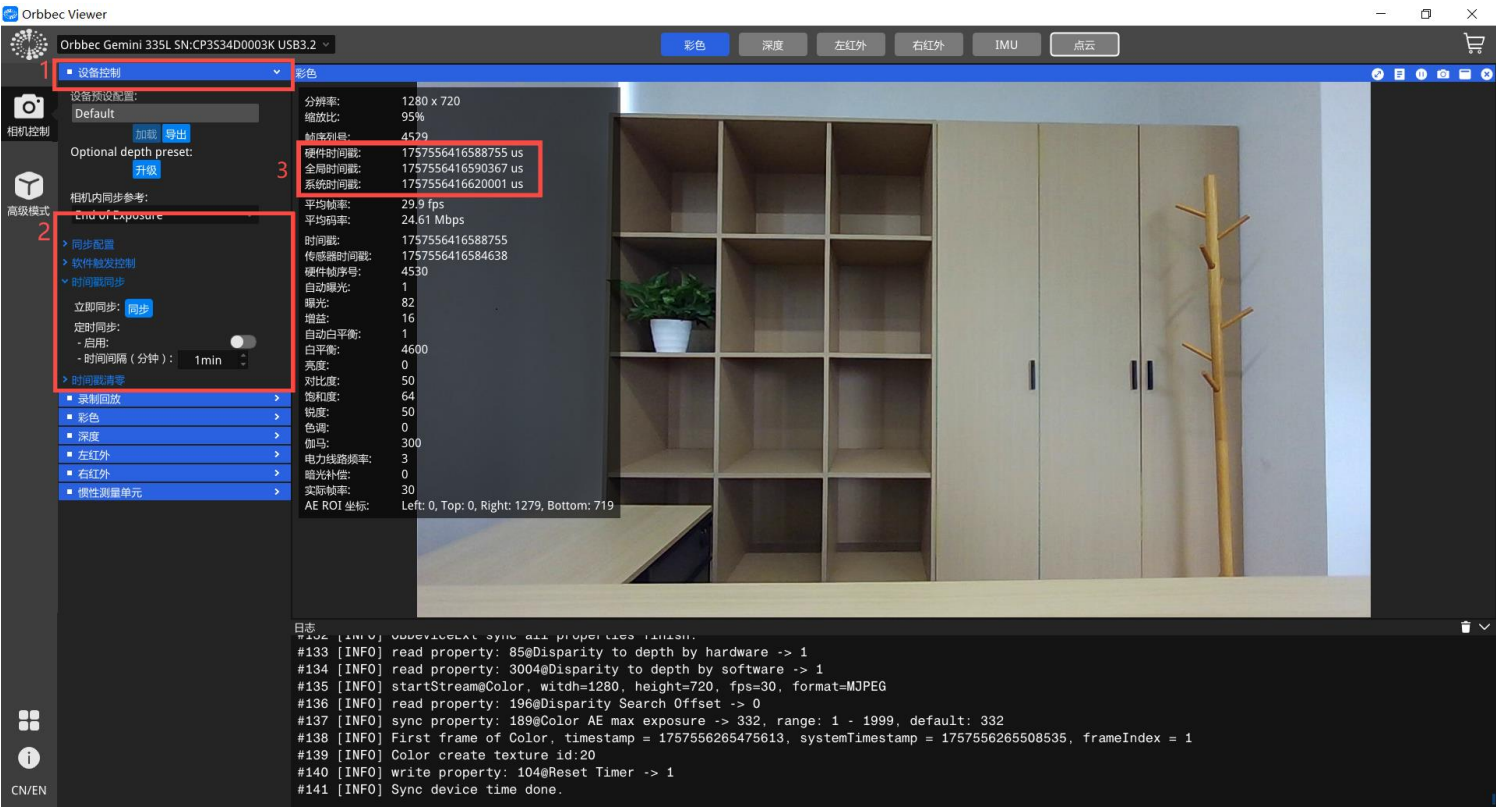 Orbbec Viewer
Orbbec Gemini 335L SN:CP3S34D0003K USB3.2
彩色
深度
左红外
右红外
IMU
点云
1
设备控制
相机控制
高级模式
设备预设配置:
Default
加载
导出
Optional depth preset:
升级
相机内同步参考:
End of Exposure
2
同步配置
软件触发控制
时间戳同步
立即同步:
同步
定时同步:
- 启用:
- 时间间隔 ( 分钟 ) :
1min
时间戳清零
录制回放
彩色
深度
左红外
右红外
惯性测量单元
CN/EN
彩色
分辨率: 1280 x 720
缩放比: 95%
帧序列号: 4529
3
硬件时间戳: 1757556416588755 us
全局时间戳: 1757556416590367 us
系统时间戳: 1757556416620001 us
平均帧率: 29.9 fps
平均码率: 24.61 Mbps
时间戳: 1757556416588755
传感器时间戳: 1757556416584638
硬件帧序号: 4530
自动曝光: 1
曝光: 82
增益: 16
自动白平衡: 1
白平衡: 4600
亮度: 0
对比度: 50
饱和度: 64
锐度: 50
色调: 0
伽马: 300
电力线路频率: 3
暗光补偿: 0
实际帧率: 30
AE ROI 坐标: Left: 0, Top: 0, Right: 1279, Bottom: 719
日志
#132 [INFO] OBDeviceExt sync all properties finish.
#133 [INFO] read property: 85@Disparity to depth by hardware -> 1
#134 [INFO] read property: 3004@Disparity to depth by software -> 1
#135 [INFO] startStream@Color, witdh=1280, height=720, fps=30, format=MJPEG
#136 [INFO] read property: 196@Disparity Search Offset -> 0
#137 [INFO] sync property: 189@Color AE max exposure -> 332, range: 1 - 1999, default: 332
#138 [INFO] First frame of Color, timestamp = 1757556265475613, systemTimestamp = 1757556265508535, frameIndex = 1
#139 [INFO] Color create texture id:20
#140 [INFO] write property: 104@Reset Timer -> 1
#141 [INFO] Sync device time done.